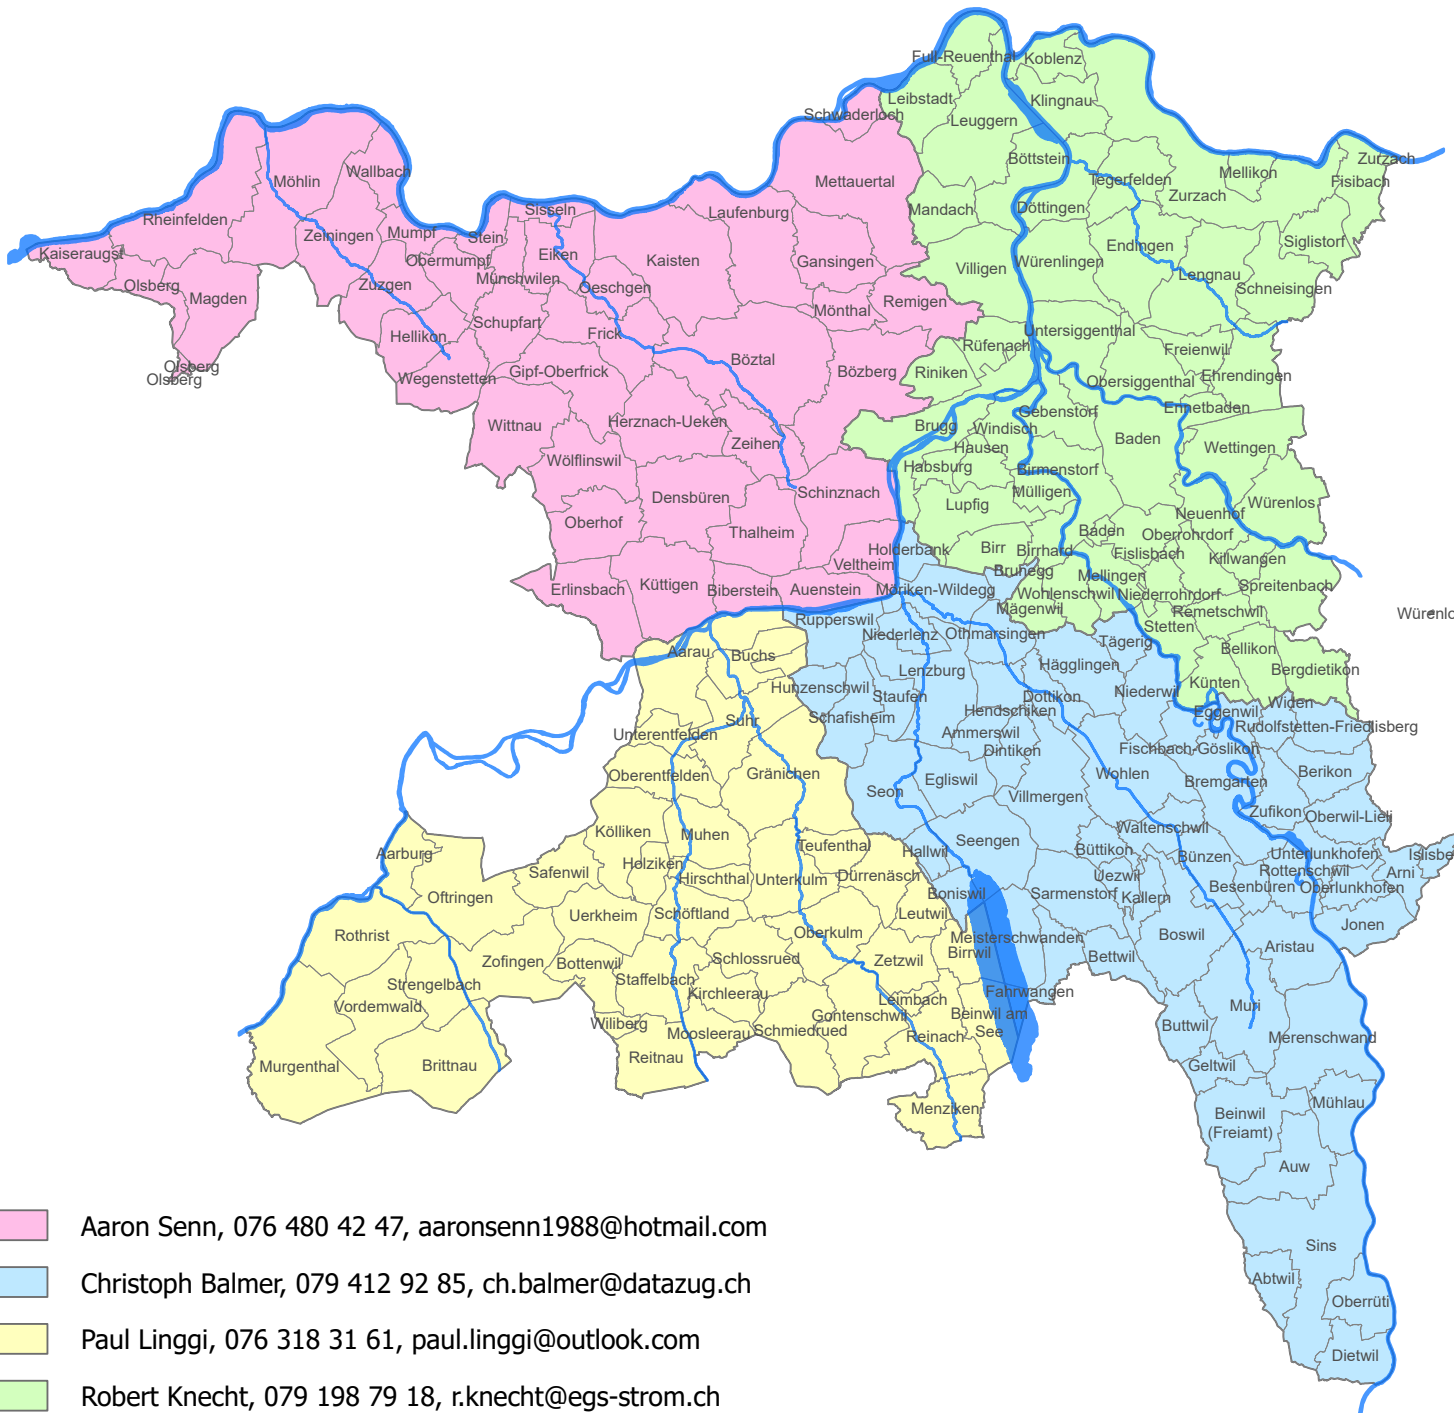 Full-Reuenthal
Koblenz
Leibstadt
Klingnau
Schwaderloch
Leuggern
Zurzach
Möhlin
Wallbach
Böttstein
Mellikon
Fisibach
Mettauertal
Tegerfelden
Zurzach
Rheinfelden
Sisseln
Laufenburg
Mandach
Döttingen
Zeiningen
Mumpf
Stein
Siglistorf
Kaiseraugst
Obermumpf
Eiken
Kaisten
Gansingen
Villigen
Würenlingen
Endingen
Olsberg
Zuzgen
Münchwilen
Oeschgen
Lengnau
Magden
Schneisingen
Mönthal
Remigen
Hellikon
Schupfart
Frick
Untersiggenthal
Rüfenach
Freienwil
Olsberg
Olsberg
Wegenstetten
Gipf-Oberfrick
Böztal
Bözberg
Riniken
Obersiggenthal
Ehrendingen
Wittnau
Herznach-Ueken
Gebenstorf
Ennetbaden
Brugg
Windisch
Zeihen
Hausen
Baden
Wettingen
Wölflinswil
Habsburg
Birmenstorf
Densbüren
Schinznach
Mülligen
Lupfig
Würenlos
Oberhof
Thalheim
Neuenhof
Baden
Oberrohrdorf
Holderbank
Birr
Birrhard
Fislisbach
Killwangen
Veltheim
Brunegg
Mellingen
Erlinsbach
Küttigen
Biberstein
Auenstein
Möriken-Wildegg
Wohlenschwil
Niederrohrdorf
Spreitenbach
Mägenwil
Remetschwil
Würenlo
Rupperswil
Niederlenz
Othmarsingen
Stetten
Tägerig
Aarau
Buchs
Lenzburg
Hägglingen
Bellikon
Bergdietikon
Hunzenschwil
Staufen
Dottikon
Niederwil
Künten
Schafisheim
Hendschiken
Eggenwil
Widen
Suhr
Rudolfstetten-Friedlisberg
Unterentfelden
Ammerswil
Dintikon
Fischbach-Göslikon
Oberentfelden
Gränichen
Egliswil
Wohlen
Bremgarten
Berikon
Seon
Villmergen
Zufikon
Oberwil-Lieli
Kölliken
Muhen
Seengen
Waltenschwil
Aarburg
Teufenthal
Hallwil
Büttikon
Bünzen
Unterlunkhofen
Islisbe
Holziken
Safenwil
Hirschthal
Unterkulm
Dürrenäsch
Uezwil
Rottenschwil
Arni
Oftringen
Boniswil
Sarmenstorf
Kallern
Besenbüren
Oberlunkhofen
Uerkheim
Schöftland
Leutwil
Rothrist
Oberkulm
Meisterschwanden
Boswil
Jonen
Zofingen
Bottenwil
Schlossrued
Zetzwil
Birrwil
Bettwil
Aristau
Strengelbach
Staffelbach
Kirchleerau
Leimbach
Fahrwangen
Vordemwald
Gontenschwil
Beinwil am
See
Muri
Wiliberg
Moosleerau
Schmiedrued
Reinach
Buttwil
Merenschwand
Murgenthal
Brittnau
Reitnau
Geltwil
Menziken
Beinwil
(Freiamt)
Mühlau
Auw
Sins
Abtwil
Oberrüti
Dietwil
Aaron Senn, 076 480 42 47, aaronsenn1988@hotmail.com
Christoph Balmer, 079 412 92 85, ch.balmer@datazug.ch
Paul Linggi, 076 318 31 61, paul.linggi@outlook.com
Robert Knecht, 079 198 79 18, r.knecht@egs-strom.ch